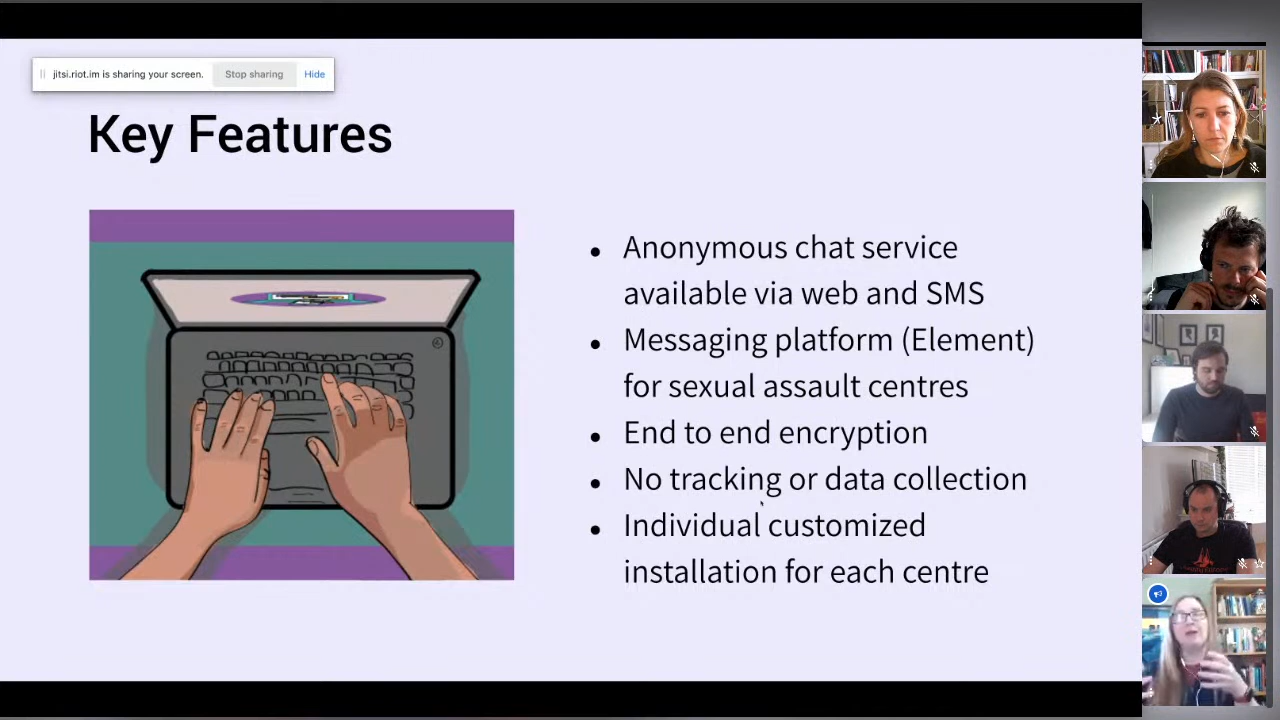 jitsi.riot.im is sharing your screen. Stop sharing Hide
Key Features
Anonymous chat service
available via web and SMS
Messaging platform (Element)
for sexual assault centres
End to end encryption
No tracking or data collection
Individual customized
installation for each centre